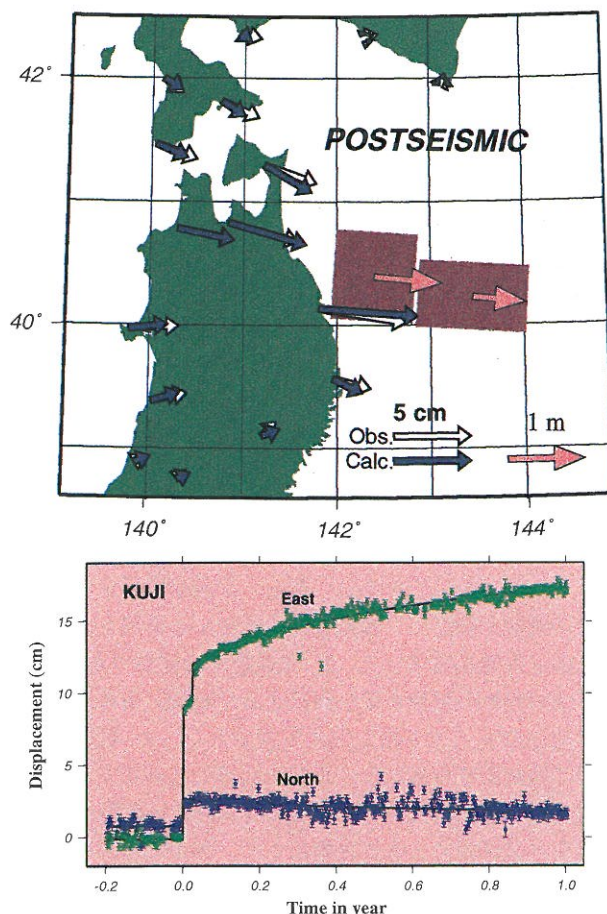 42°
POSTSEISMIC
40°
5 cm
1 m
Obs.
Calc.
140°
142°
144°
KUJI
East
15
10
Displacement (cm)
5
North
0
-0.2
0.0
0.2
0.4
0.6
0.8
1.0
Time in year